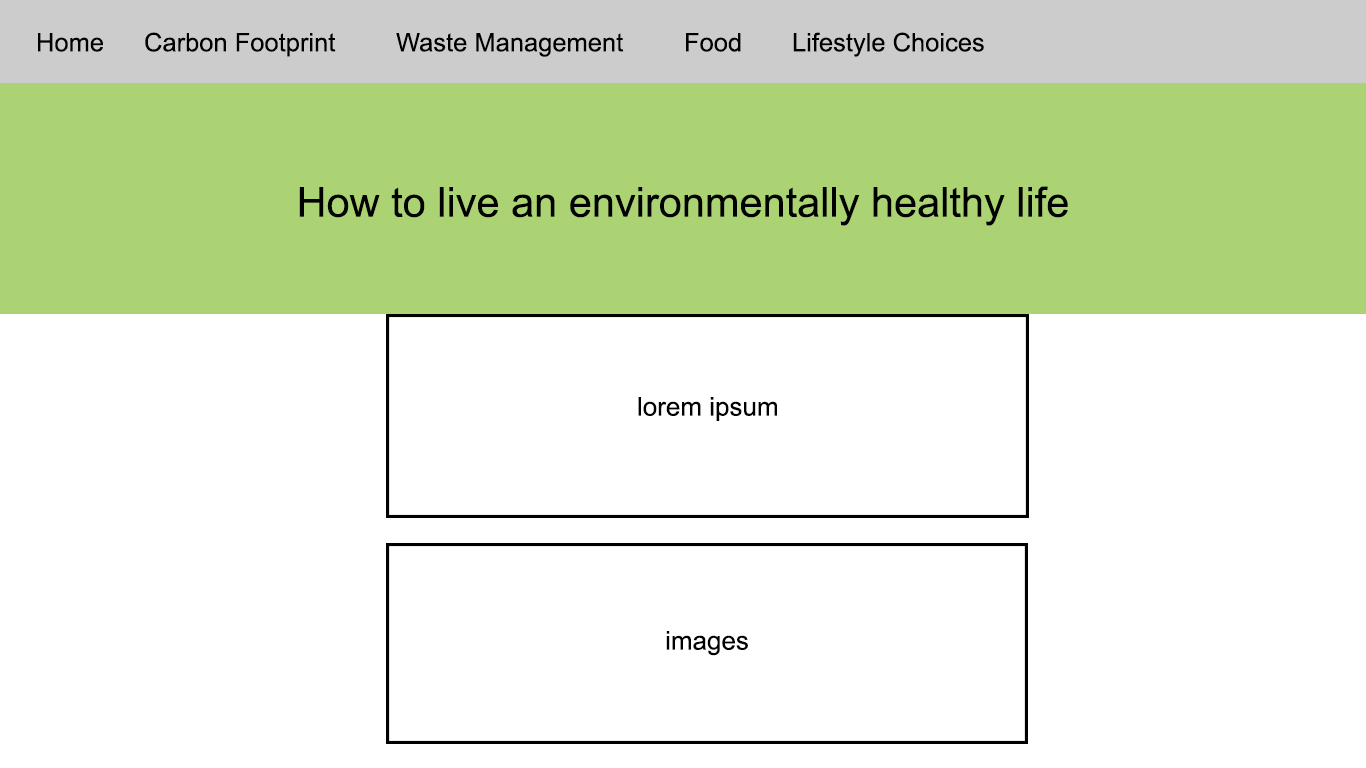 Home Carbon Footprint Waste Management Food Lifestyle Choices
How to live an environmentally healthy life
lorem ipsum
images